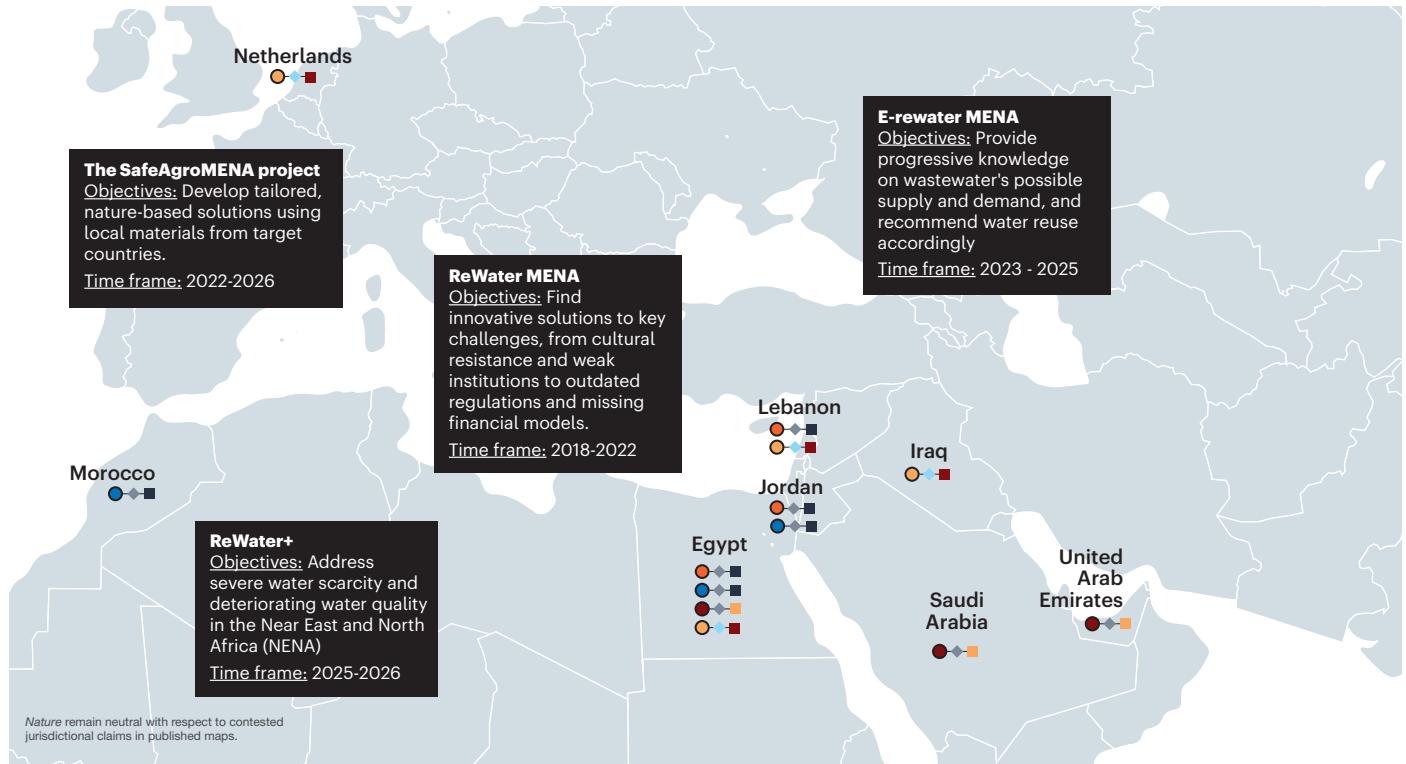 Netherlands
The SafeAgroMENA project
Objectives: Develop tailored,
nature-based solutions using
local materials from target
countries.
Time frame: 2022-2026
E-rewater MENA
Objectives: Provide
progressive knowledge
on wastewater's possible
supply and demand, and
recommend water reuse
accordingly
Time frame: 2023 - 2025
ReWater MENA
Objectives: Find
innovative solutions to key
challenges, from cultural
resistance and weak
institutions to outdated
regulations and missing
financial models.
Time frame: 2018-2022
Lebanon
Iraq
Morocco
Jordan
Egypt
ReWater+
Objectives: Address
severe water scarcity and
deteriorating water quality
in the Near East and North
Africa (NENA)
Time frame: 2025-2026
Saudi
Arabia
United
Arab
Emirates
Nature remain neutral with respect to contested
jurisdictional claims in published maps.